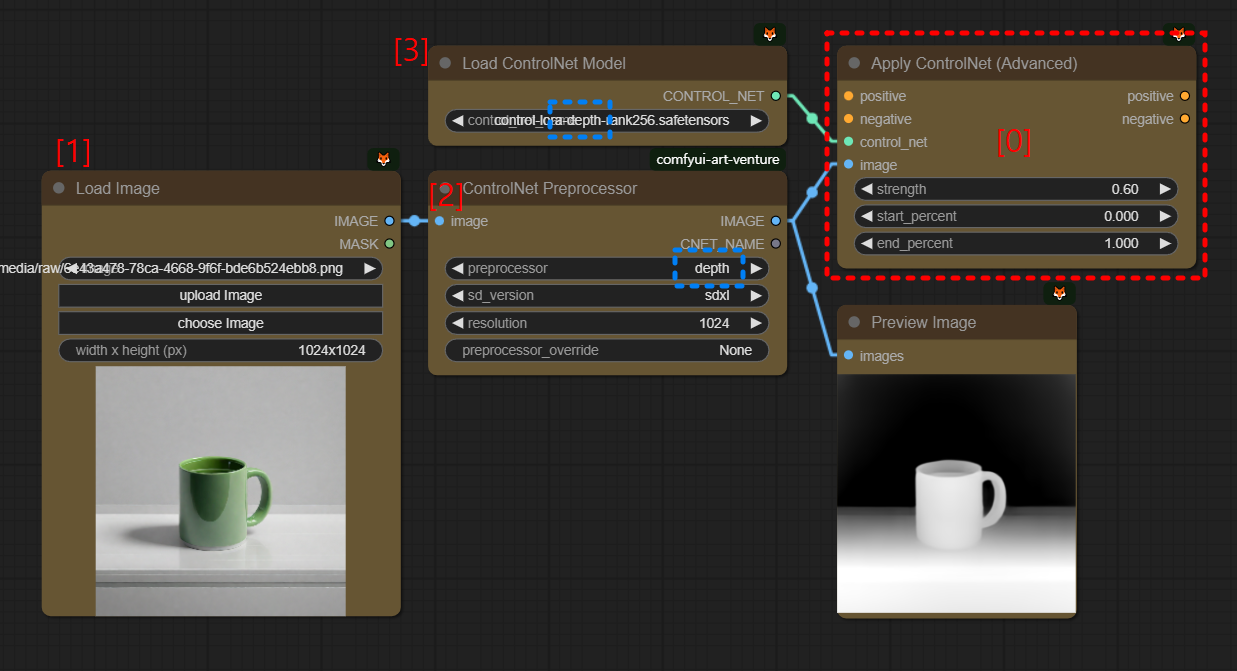 [3]
Load ControlNet Model
CONTROL_NET
control-lora-depth-rank256.safetensors
[1]
Load Image
IMAGE
MASK
media/raw/6e43a478-78ca-4668-9f6f-bde6b524ebb8.png
upload Image
choose Image
width x height (px) 1024x1024
comfyui-art-venture
[2]
ControlNet Preprocessor
image IMAGE
CNET_NAME
preprocessor depth
sd_version sdxl
resolution 1024
preprocessor_override None
Apply ControlNet (Advanced)
positive positive
negative negative
[0]
control_net
image
strength 0.60
start_percent 0.000
end_percent 1.000
Preview Image
images